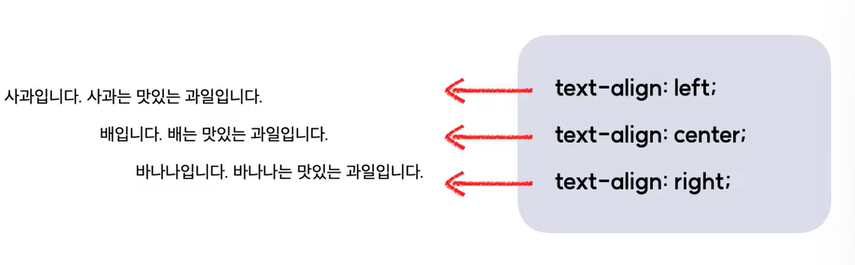 사과입니다. 사과는 맛있는 과일입니다.
text-align: left;
배입니다. 배는 맛있는 과일입니다.
text-align: center;
바나나입니다. 바나나는 맛있는 과일입니다.
text-align: right;